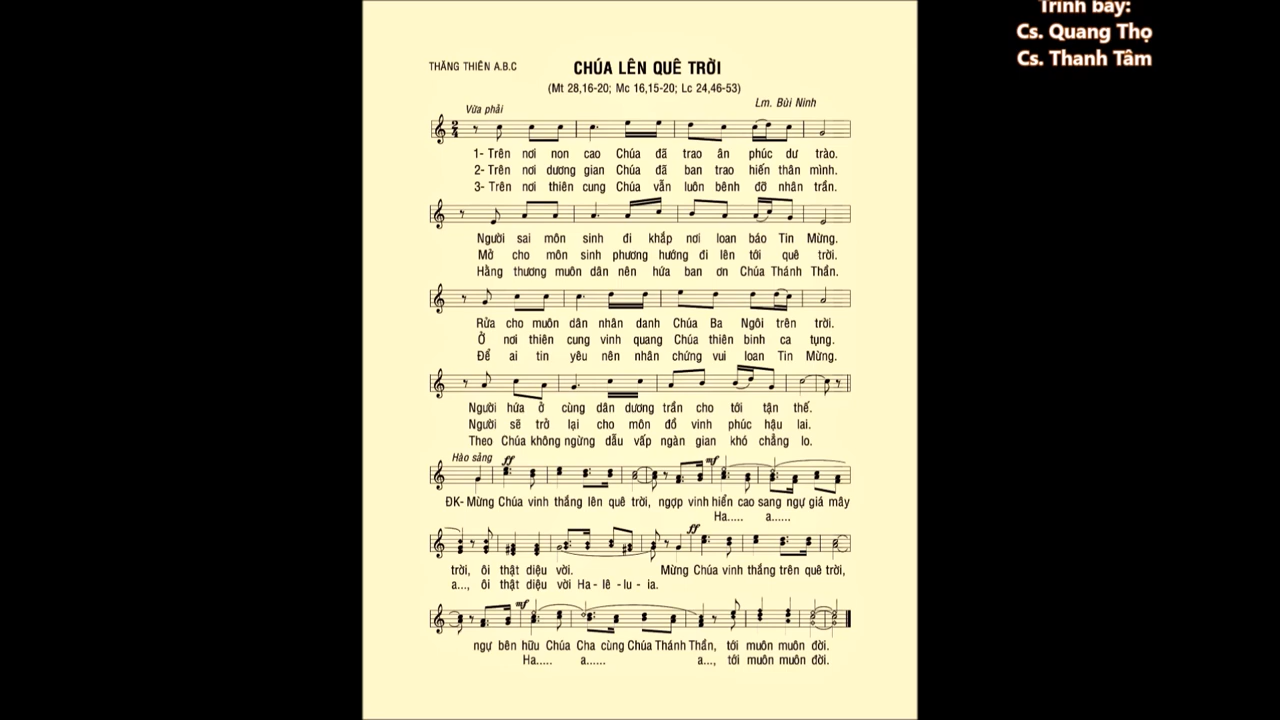 Trình bày:
Cs. Quang Thọ
Cs. Thanh Tâm
THĂNG THIÊN A.B.C
CHÚA LÊN QUÊ TRỜI
(Mt 28,16-20; Mc 16,15-20; Lc 24,46-53)
Lm. Bùi Ninh
Vừa phải
1- Trên nơi non cao Chúa đã trao ân phúc dư trào.
2- Trên nơi dương gian Chúa đã ban trao hiến thân mình.
3- Trên nơi thiên cung Chúa vẫn luôn bênh đỡ nhân trần.
Người sai môn sinh đi khắp nơi loan báo Tin Mừng.
Mở cho môn sinh phương hướng đi lên tới quê trời.
Hằng thương muôn dân nên hứa ban ơn Chúa Thánh Thần.
Rửa cho muôn dân nhân danh Chúa Ba Ngôi trên trời.
Ở nơi thiên cung vinh quang Chúa thiên binh ca tụng.
Để ai tin yêu nên nhân chứng vui loan Tin Mừng.
Người hứa ở cùng dân dương trần cho tới tận thế.
Người sẽ trở lại cho môn đồ vinh phúc hậu lai.
Theo Chúa không ngừng dẫu vấp ngàn gian khó chẳng lo.
Hào sảng ff
mf
ĐK- Mừng Chúa vinh thắng lên quê trời, ngợp vinh hiển cao sang ngự giá mây
Ha..... a......
ff
trời, ôi thật diệu vời. Mừng Chúa vinh thắng trên quê trời,
a..., ôi thật diệu vời Ha - lê - lu - ia.
mf
ngự bên hữu Chúa Cha cùng Chúa Thánh Thần, tới muôn muôn đời.
Ha..... a...... a..., tới muôn muôn đời.